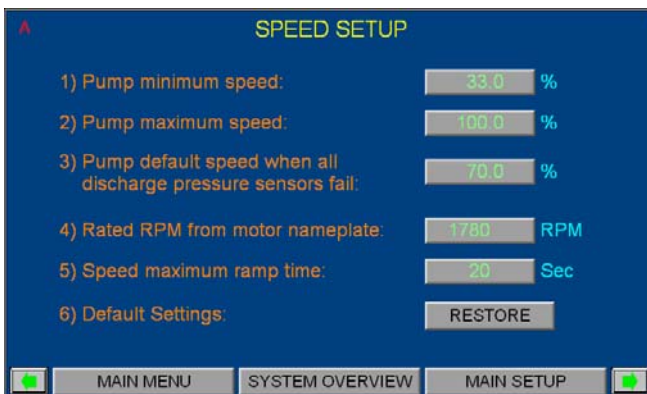 A
SPEED SETUP
1) Pump minimum speed: 33.0 %
2) Pump maximum speed: 100.0 %
3) Pump default speed when all
discharge pressure sensors fail: 70.0 %
4) Rated RPM from motor nameplate: 1780 RPM
5) Speed maximum ramp time: 20 Sec
6) Default Settings: RESTORE
MAIN MENU SYSTEM OVERVIEW MAIN SETUP